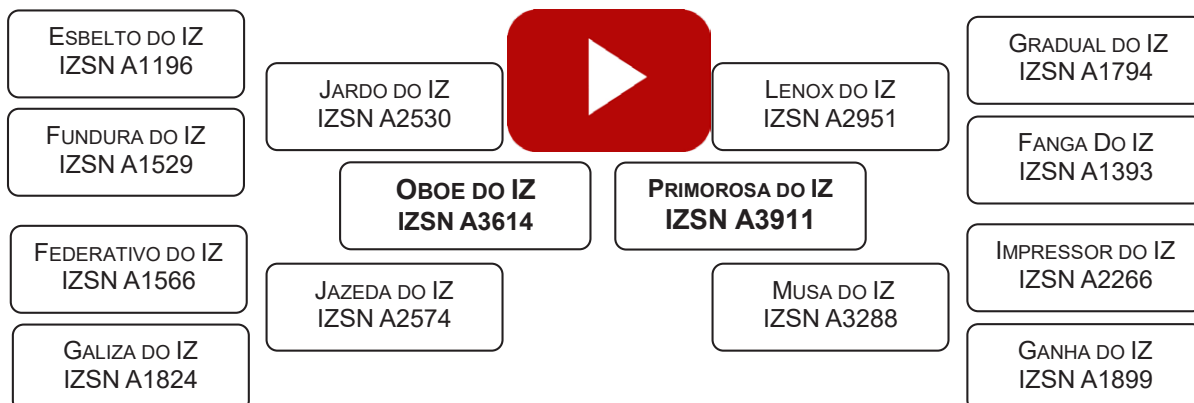 ESBELTO DO IZ
IZSN A1196
FUNDURA DO IZ
IZSN A1529
FEDERATIVO DO IZ
IZSN A1566
GALIZA DO IZ
IZSN A1824
JARDO DO IZ
IZSN A2530
JAZEDA DO IZ
IZSN A2574
OBOE DO IZ
IZSN A3614
PRIMOROSA DO IZ
IZSN A3911
LENOX DO IZ
IZSN A2951
MUSA DO IZ
IZSN A3288
GRADUAL DO IZ
IZSN A1794
FANGA DO IZ
IZSN A1393
IMPRESSOR DO IZ
IZSN A2266
GANHA DO IZ
IZSN A1899